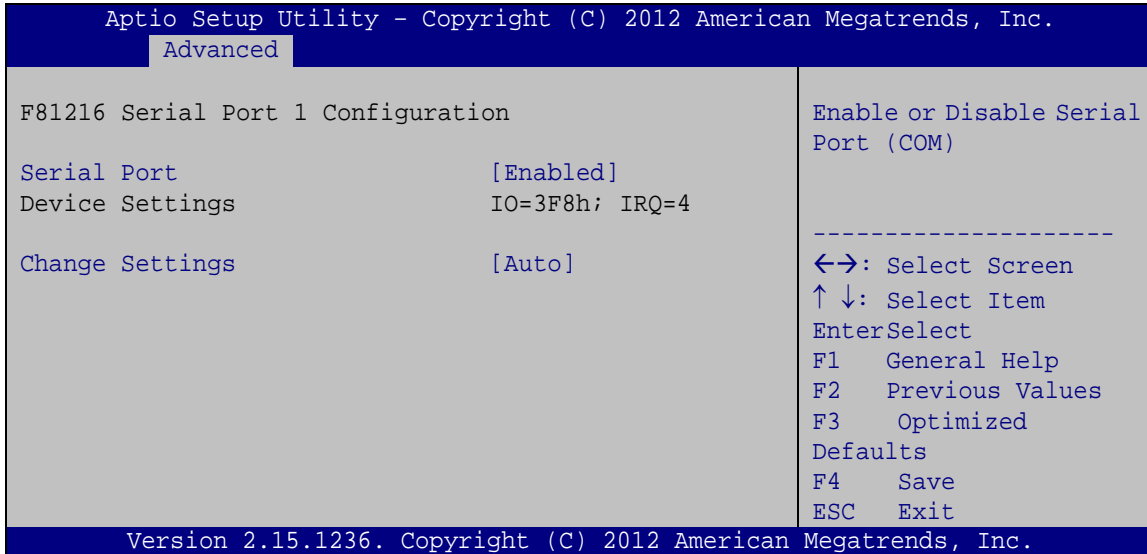 Aptio Setup Utility – Copyright (C) 2012 American Megatrends, Inc.
Advanced
F81216 Serial Port 1 Configuration
Serial Port [Enabled]
Device Settings IO=3F8h; IRQ=4
Change Settings [Auto]
Enable or Disable Serial
Port (COM)
---------------------
←→: Select Screen
↑ ↓: Select Item
EnterSelect
F1 General Help
F2 Previous Values
F3 Optimized
Defaults
F4 Save
ESC Exit
Version 2.15.1236. Copyright (C) 2012 American Megatrends, Inc.